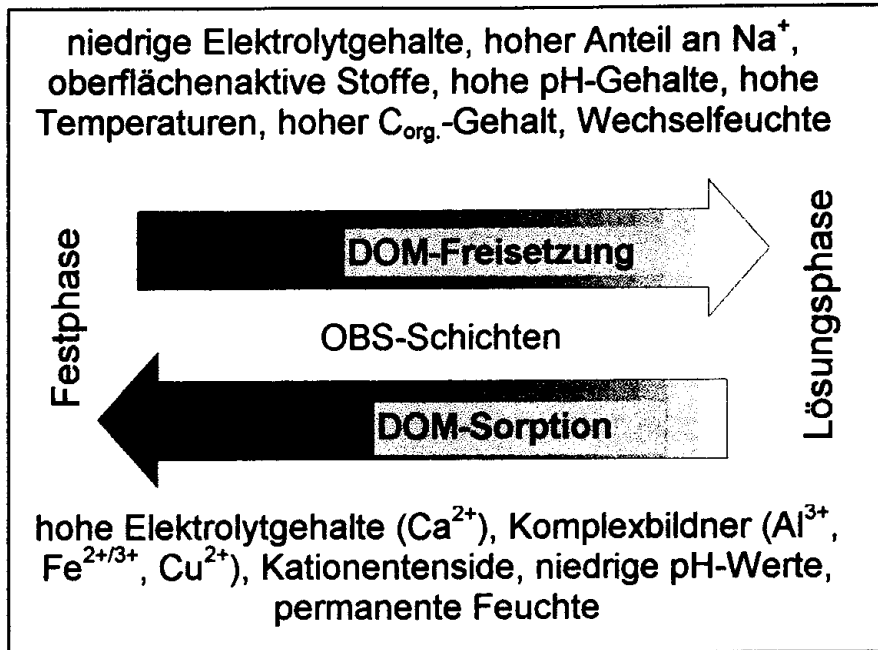 niedrige Elektrolytgehalte, hoher Anteil an Na⁺,
oberflächenaktive Stoffe, hohe pH-Gehalte, hohe
Temperaturen, hoher C_org.-Gehalt, Wechselfeuchte
Festphase
DOM-Freisetzung
OBS-Schichten
DOM-Sorption
Lösungsphase
hohe Elektrolytgehalte (Ca²⁺), Komplexbildner (Al³⁺,
Fe²⁺/³⁺, Cu²⁺), Kationentenside, niedrige pH-Werte,
permanente Feuchte